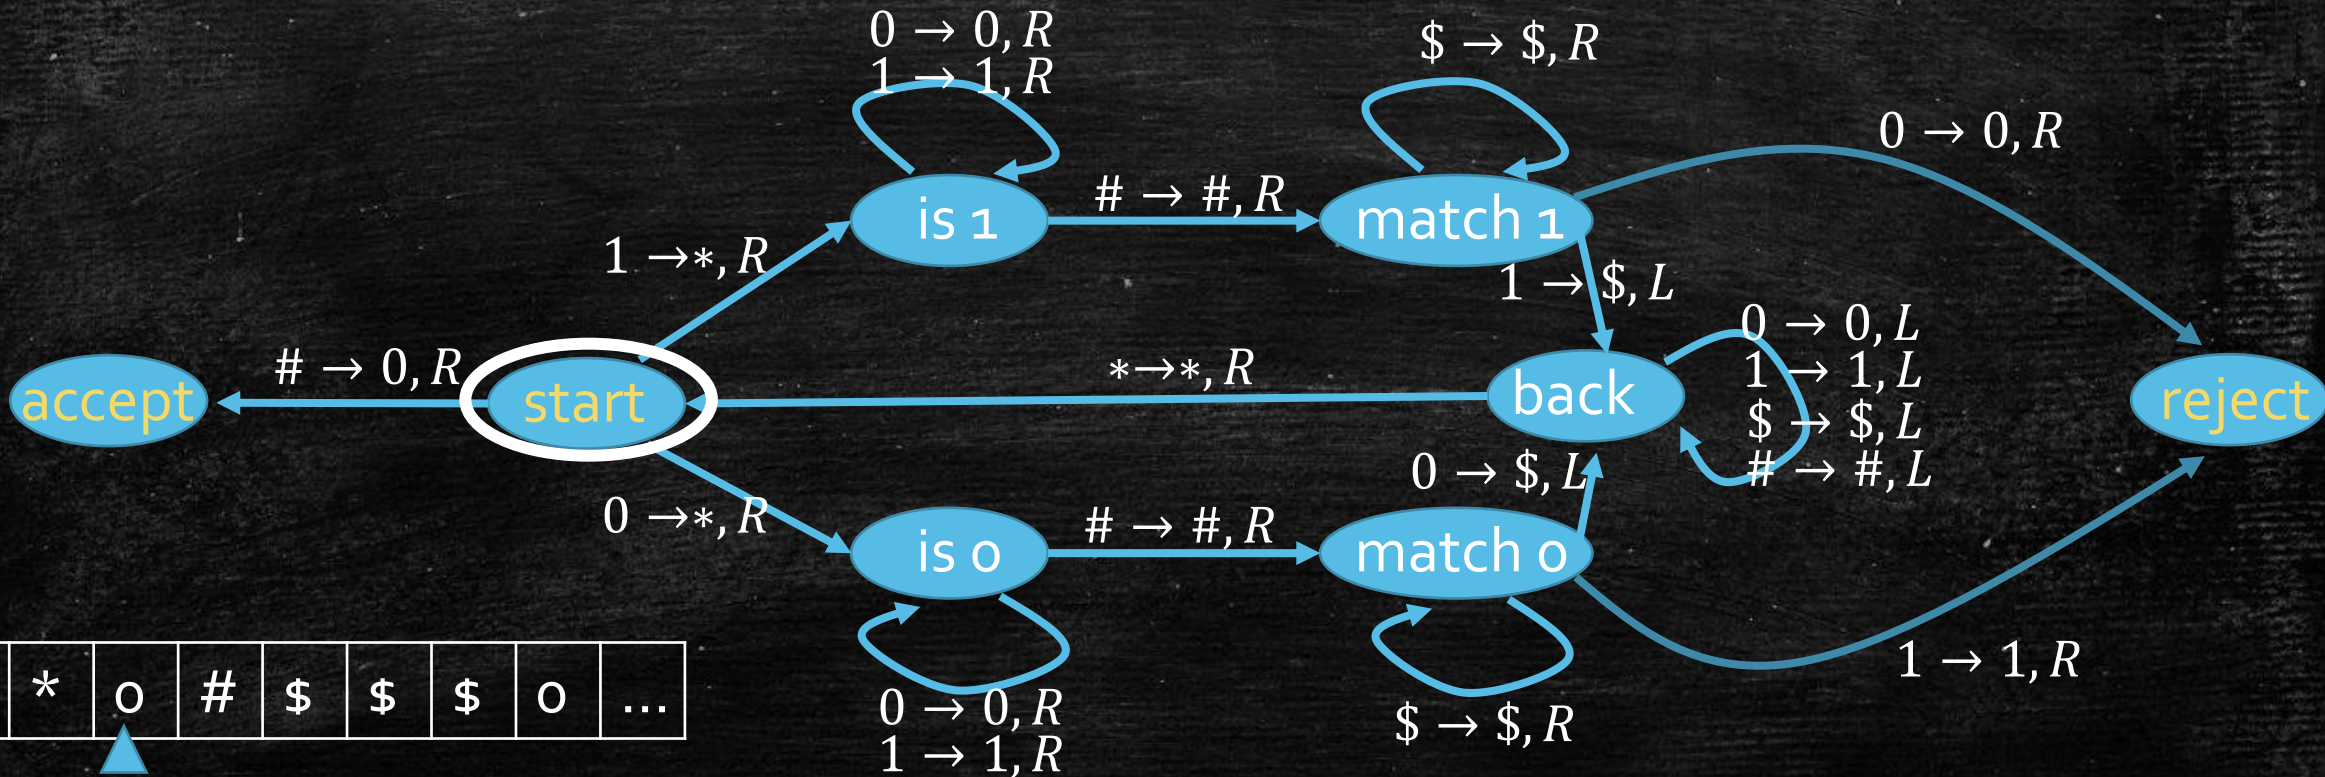 0 → 0, R
1 → 1, R
$ → $, R
0 → 0, R
is 1
# → #, R
match 1
1 →*, R
1 → $, L
accept
# → 0, R
start
*→*, R
back
0 → 0, L
1 → 1, L
$ → $, L
# → #, L
reject
0 →*, R
0 → $, L
is 0
# → #, R
match 0
1 → 1, R
* 0 # $ $ $ 0 ...
0 → 0, R
1 → 1, R
$ → $, R